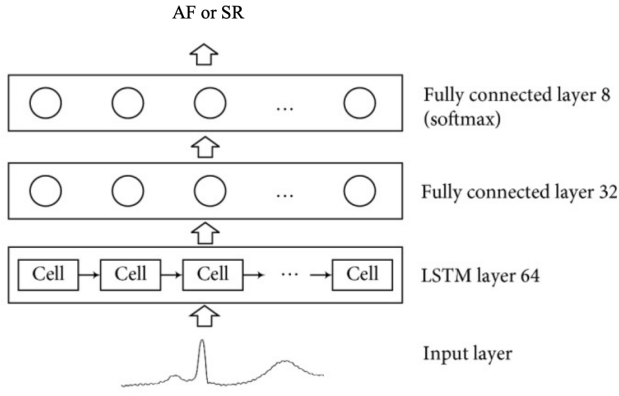 AF or SR
Fully connected layer 8
(softmax)
...
Fully connected layer 32
...
Cell Cell Cell ... Cell
LSTM layer 64
Input layer